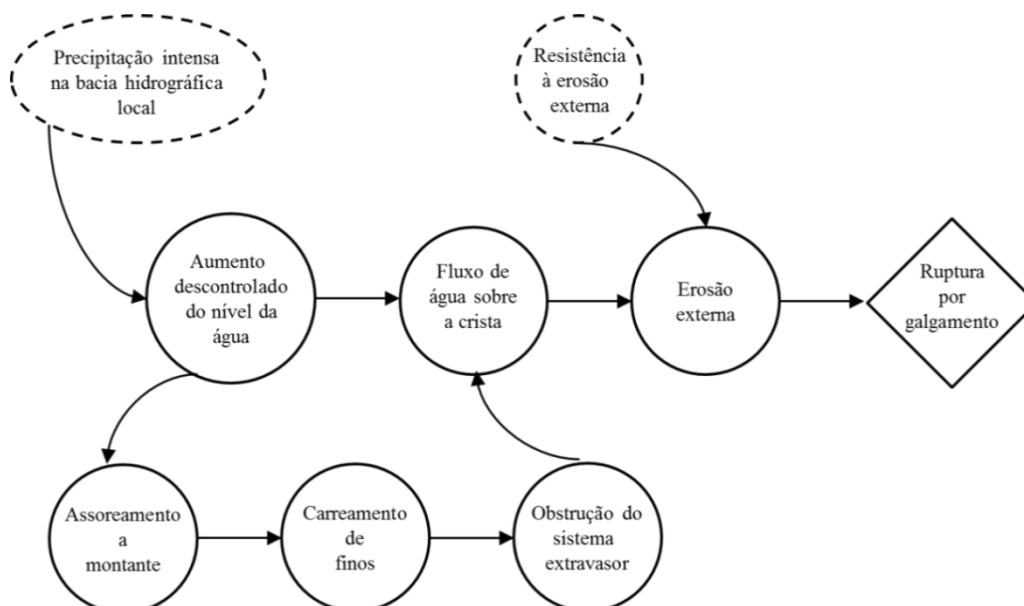 Precipitação intensa
na bacia hidrográfica
local
Resistência
à erosão
externa
Aumento
descontrolado
do nível da
água
Fluxo de
água sobre
a crista
Erosão
externa
Ruptura
por
galgamento
Assoreamento
a
montante
Carreamento
de
finos
Obstrução do
sistema
extravasor